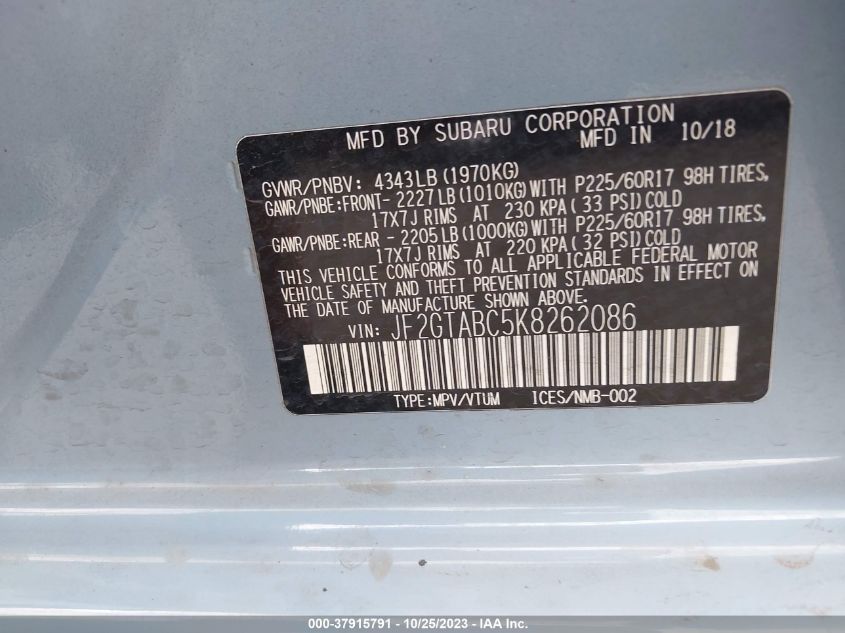 MFD BY SUBARU CORPORATION
MFD IN 10/18
GVWR/PNBV: 4343LB(1970KG)
GAWR/PNBE:FRONT- 2227LB(1010KG)WITH P225/60R17 98H TIRES,
17X7J RIMS AT 230 KPA(33 PSI)COLD
GAWR/PNBE:REAR - 2205LB(1000KG)WITH P225/60R17 98H TIRES,
17X7J RIMS AT 220 KPA(32 PSI)COLD
THIS VEHICLE CONFORMS TO ALL APPLICABLE FEDERAL MOTOR
VEHICLE SAFETY AND THEFT PREVENTION STANDARDS IN EFFECT ON
THE DATE OF MANUFACTURE SHOWN ABOVE.
VIN: JF2GTABC5K8262086
TYPE:MPV/VTUM ICES/NMB-002
000-37915791 - 10/25/2023 - IAA Inc.